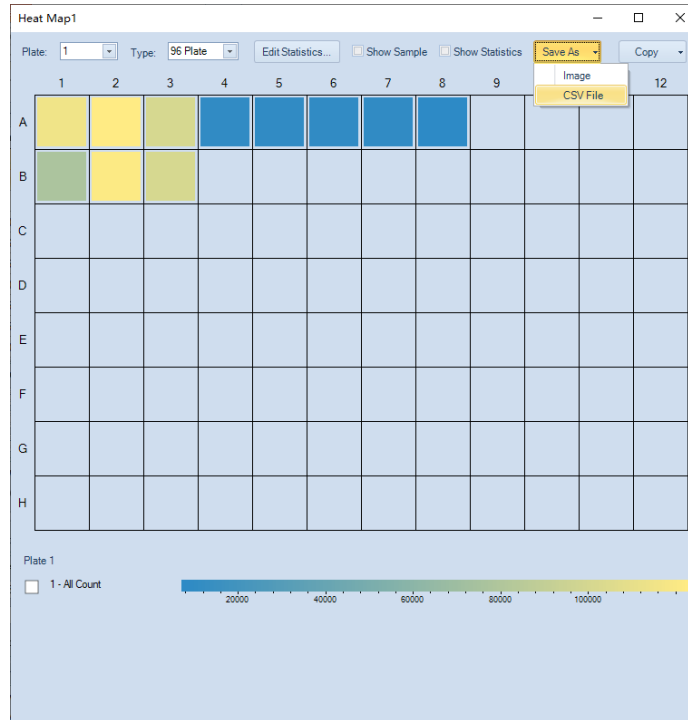 Heat Map1
Plate: 1 Type: 96 Plate Edit Statistics... Show Sample Show Statistics Save As Copy
Image
CSV File
1 2 3 4 5 6 7 8 9 12
A
B
C
D
E
F
G
H
Plate 1
1 - All Count
20000 40000 60000 80000 100000